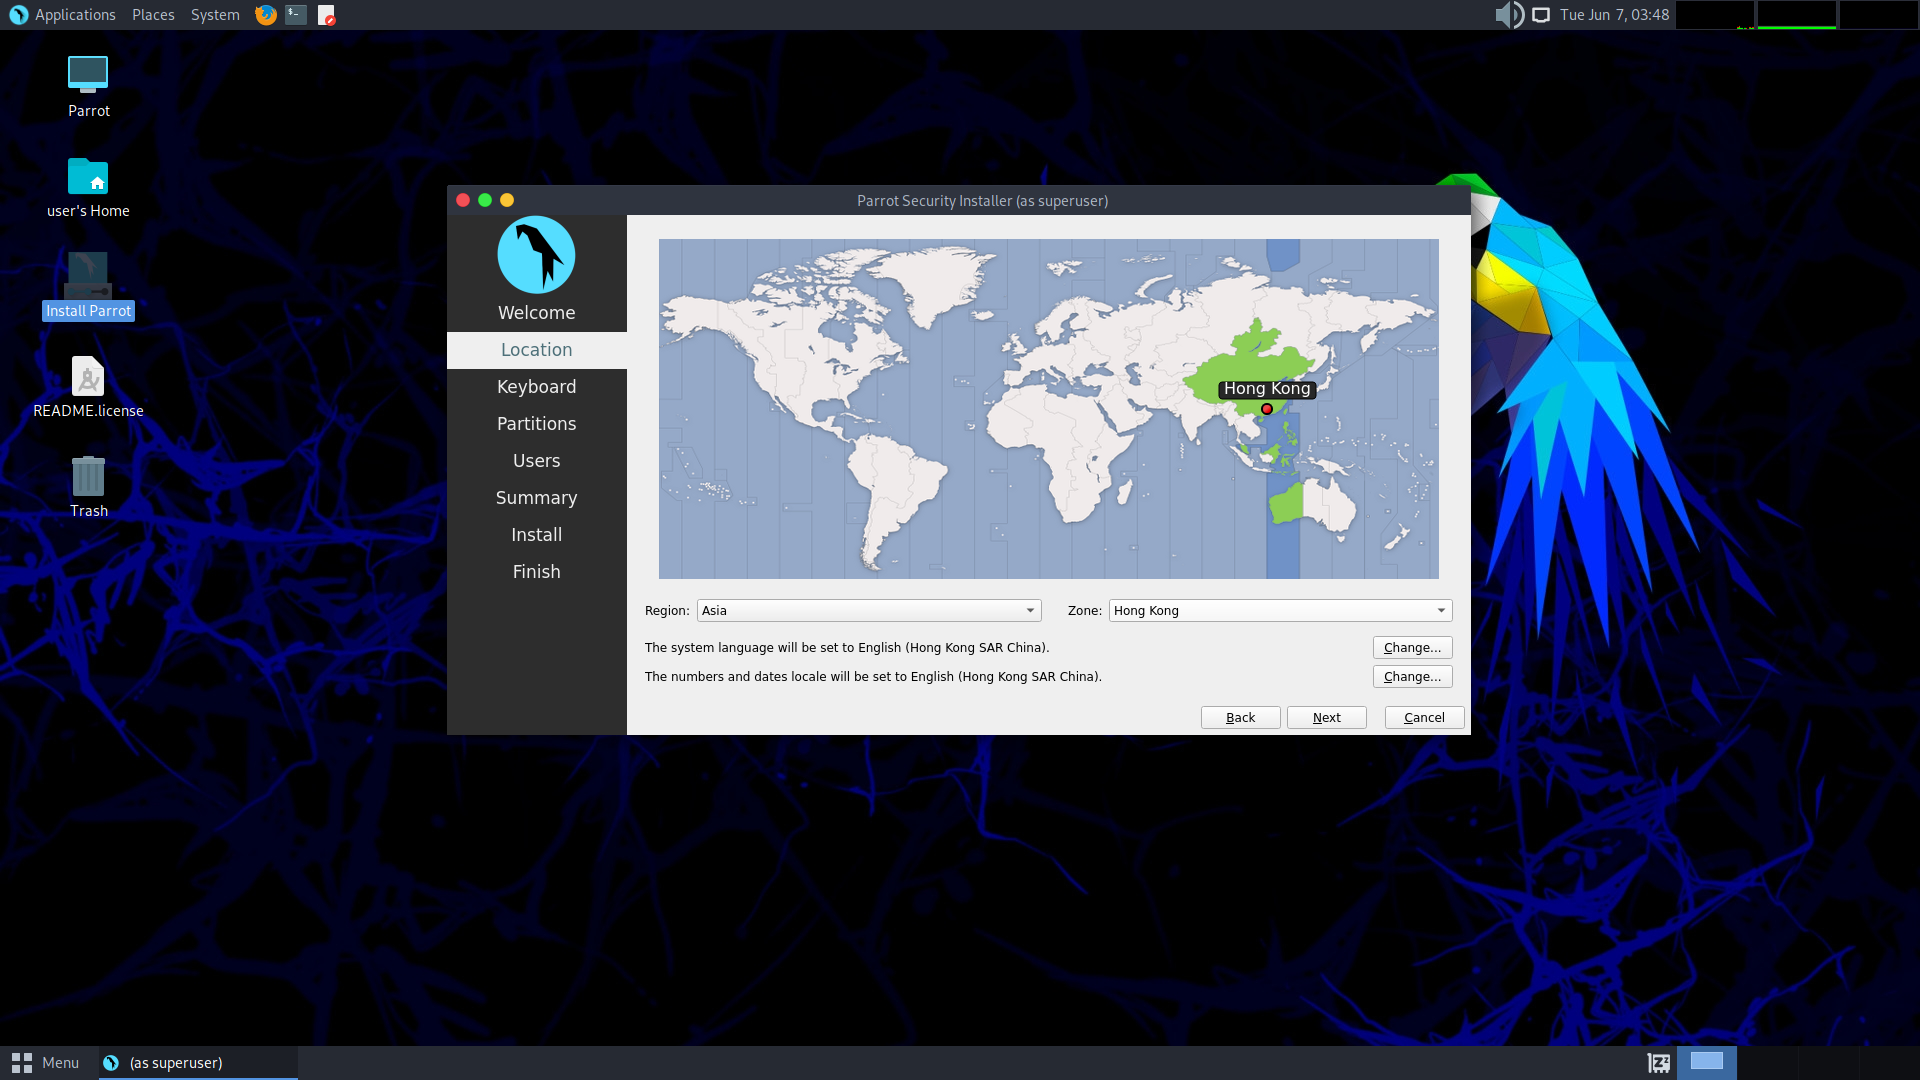 Applications Places System
Tue Jun 7, 03:48
Parrot
user's Home
Install Parrot
README.license
Trash
Parrot Security Installer (as superuser)
Welcome
Location
Keyboard
Partitions
Users
Summary
Install
Finish
Hong Kong
Region: Asia Zone: Hong Kong
The system language will be set to English (Hong Kong SAR China). Change...
The numbers and dates locale will be set to English (Hong Kong SAR China). Change...
Back Next Cancel
Menu (as superuser)